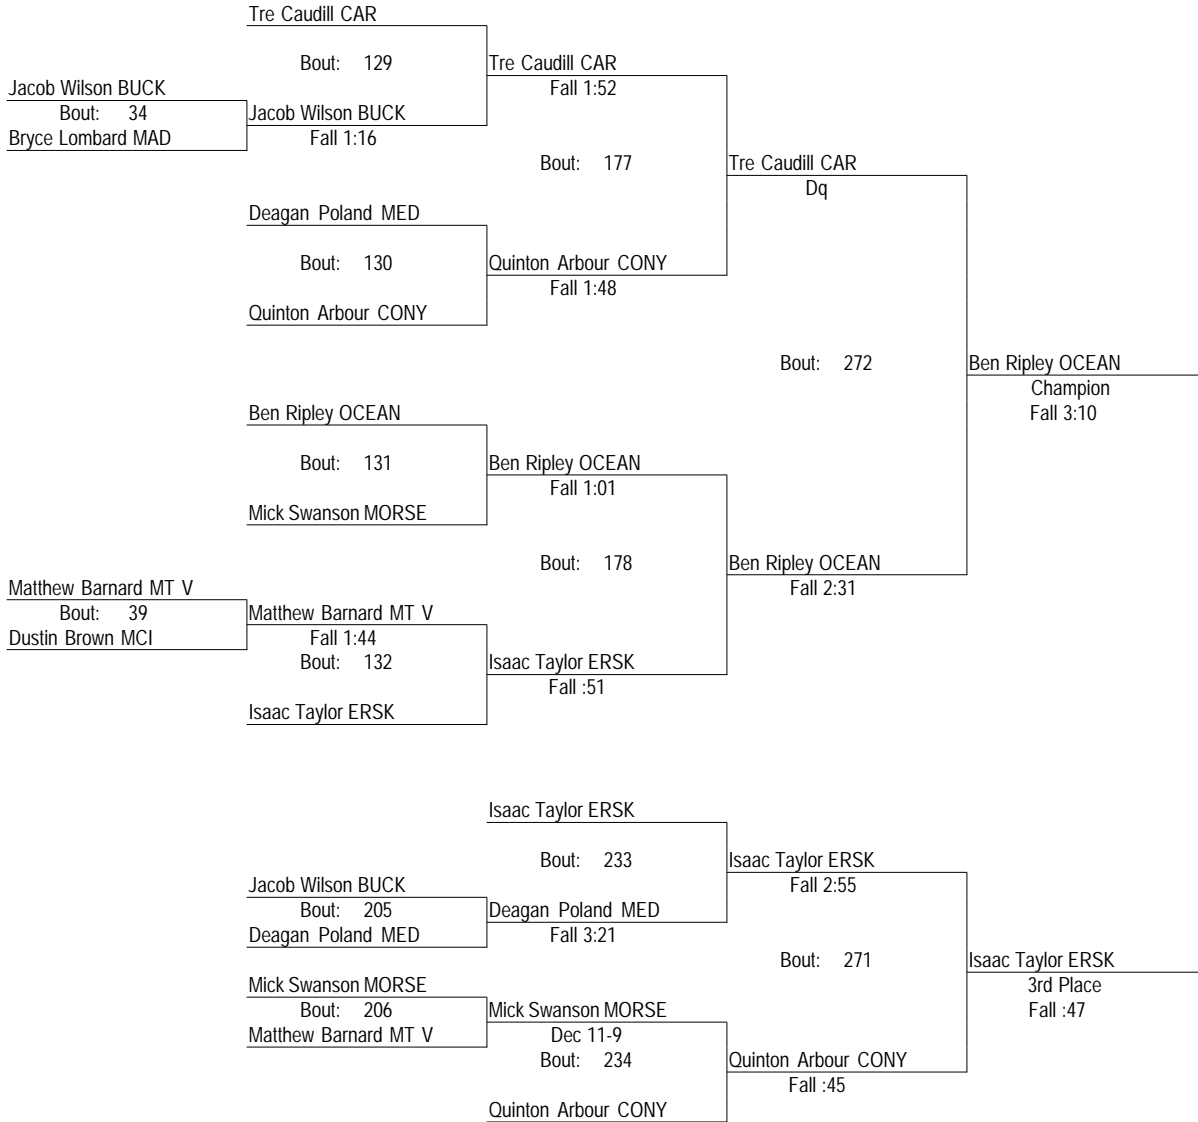 Tre Caudill CAR
Bout: 129
Tre Caudill CAR
Fall 1:52
Jacob Wilson BUCK
Bout: 34
Bryce Lombard MAD
Jacob Wilson BUCK
Fall 1:16
Bout: 177
Tre Caudill CAR
Dq
Deagan Poland MED
Bout: 130
Quinton Arbour CONY
Fall 1:48
Quinton Arbour CONY
Bout: 272
Ben Ripley OCEAN
Champion
Fall 3:10
Ben Ripley OCEAN
Bout: 131
Ben Ripley OCEAN
Fall 1:01
Mick Swanson MORSE
Bout: 178
Ben Ripley OCEAN
Fall 2:31
Matthew Barnard MT V
Bout: 39
Dustin Brown MCI
Matthew Barnard MT V
Fall 1:44
Bout: 132
Isaac Taylor ERSK
Fall :51
Isaac Taylor ERSK
Isaac Taylor ERSK
Bout: 233
Isaac Taylor ERSK
Fall 2:55
Jacob Wilson BUCK
Bout: 205
Deagan Poland MED
Deagan Poland MED
Fall 3:21
Bout: 271
Isaac Taylor ERSK
3rd Place
Fall :47
Mick Swanson MORSE
Bout: 206
Matthew Barnard MT V
Mick Swanson MORSE
Dec 11-9
Bout: 234
Quinton Arbour CONY
Fall :45
Quinton Arbour CONY